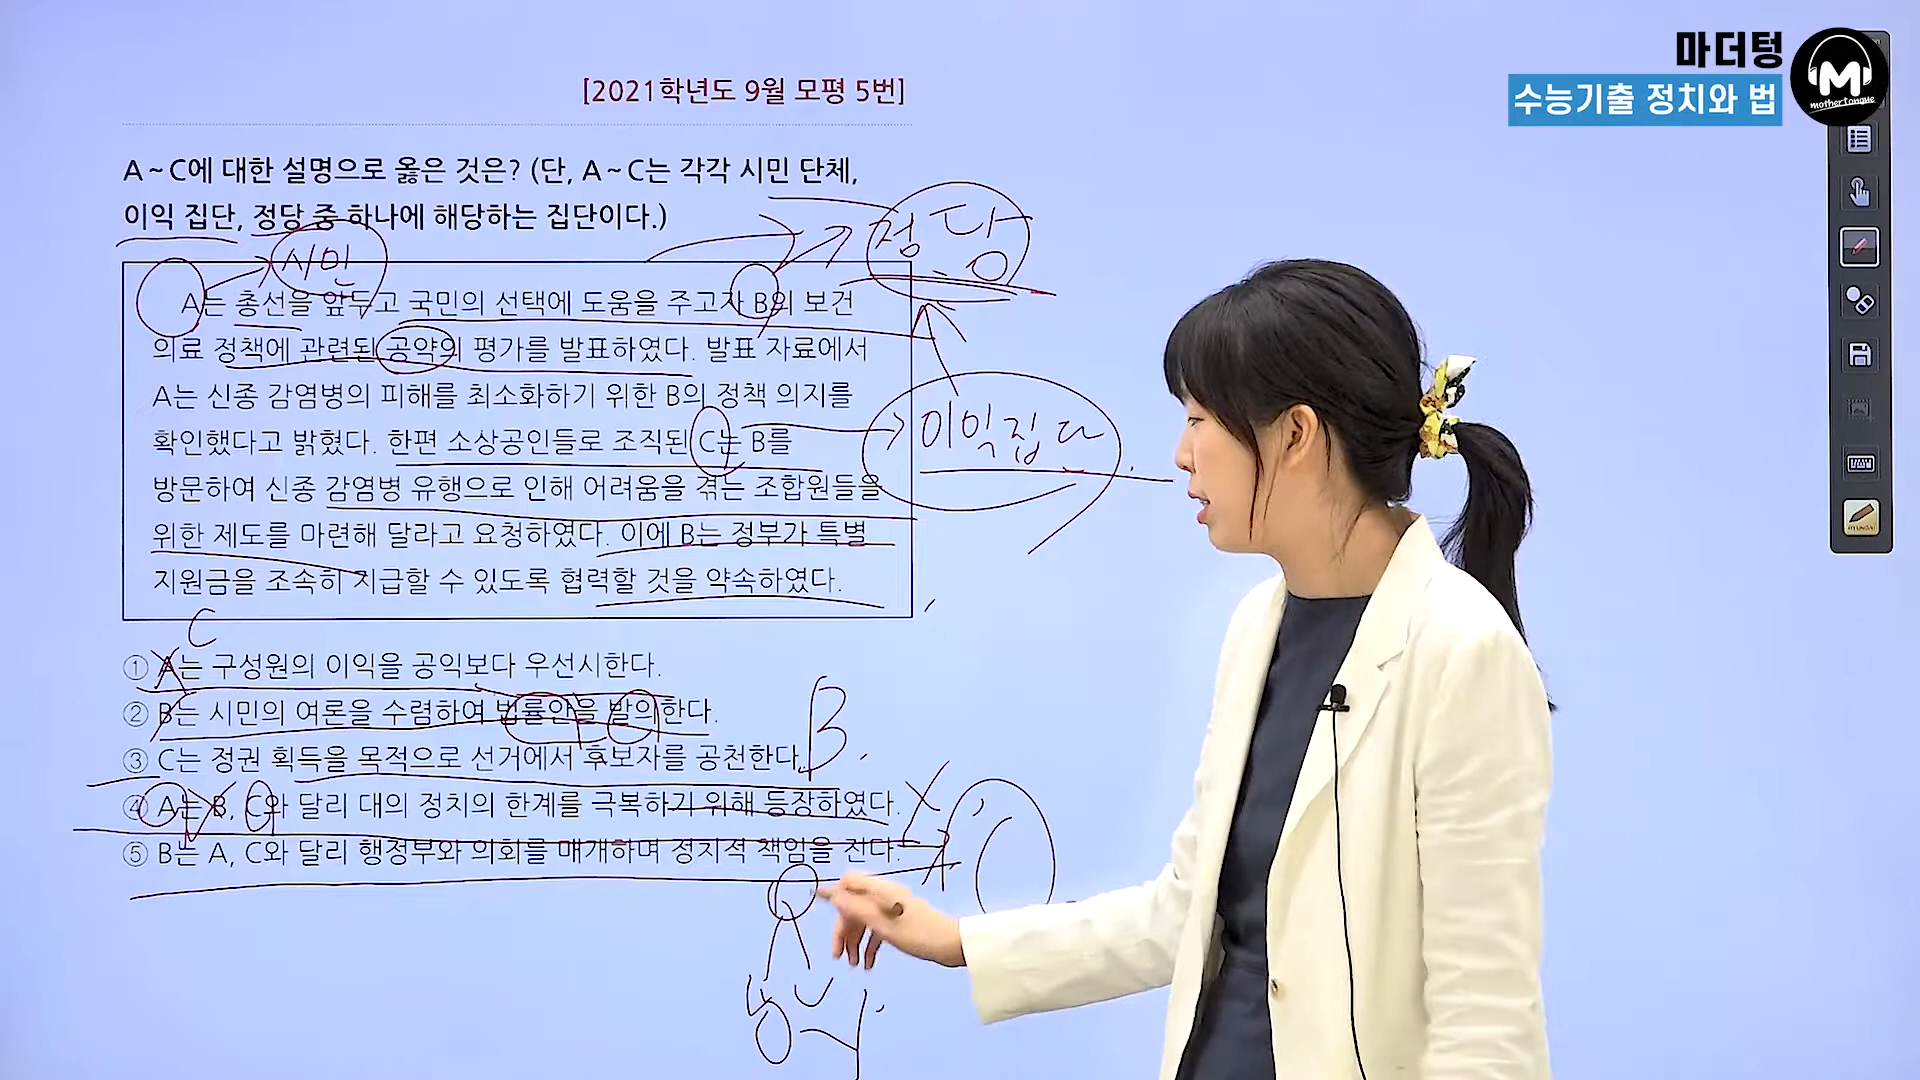 마더텅
수능기출 정치와 법
mothertongue
[2021학년도 9월 모평 5번]
A~C에 대한 설명으로 옳은 것은? (단, A~C는 각각 시민 단체,
이익 집단, 정당 중 하나에 해당하는 집단이다.)
시민
정당
A는 총선을 앞두고 국민의 선택에 도움을 주고자 B의 보건
의료 정책에 관련된 공약의 평가를 발표하였다. 발표 자료에서
A는 신종 감염병의 피해를 최소화하기 위한 B의 정책 의지를
확인했다고 밝혔다. 한편 소상공인들로 조직된 C는 B를
이익집단
방문하여 신종 감염병 유행으로 인해 어려움을 겪는 조합원들을
위한 제도를 마련해 달라고 요청하였다. 이에 B는 정부가 특별
지원금을 조속히 지급할 수 있도록 협력할 것을 약속하였다.
C
① A는 구성원의 이익을 공익보다 우선시한다.
② B는 시민의 여론을 수렴하여 법률안을 발의한다.
③ C는 정권 획득을 목적으로 선거에서 후보자를 공천한다.
B
④ A는 B, C와 달리 대의 정치의 한계를 극복하기 위해 등장하였다.
⑤ B는 A, C와 달리 행정부와 의회를 매개하며 정치적 책임을 진다.